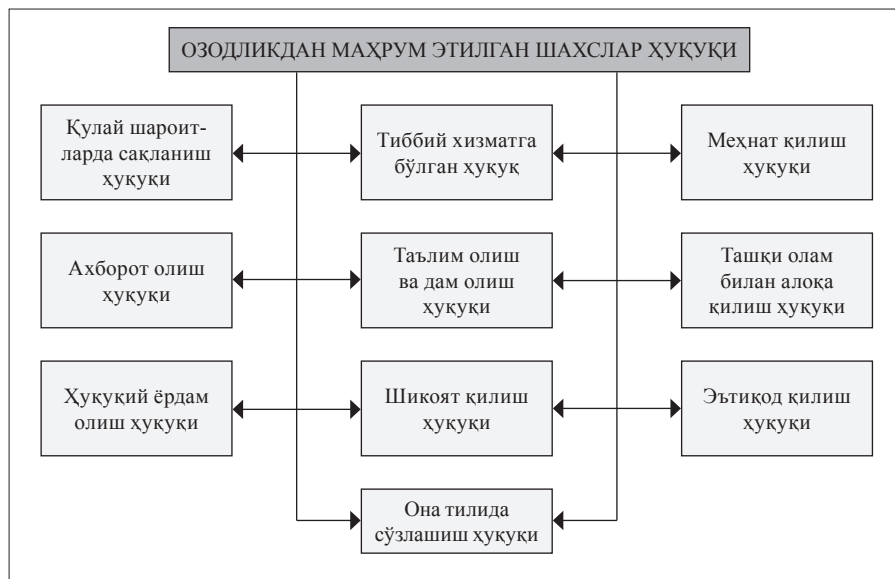 ОЗОДЛИКДАН МАҲРУМ ЭТИЛГАН ШАХСЛАР ҲУҚУҚИ
Қулай шароит-
ларда сақланиш
ҳуқуқи
Тиббий хизматга
бўлган ҳуқуқ
Меҳнат қилиш
ҳуқуқи
Ахборот олиш
ҳуқуқи
Таълим олиш
ва дам олиш
ҳуқуқи
Ташқи олам
билан алоқа
қилиш ҳуқуқи
Ҳуқуқий ёрдам
олиш ҳуқуқи
Шикоят қилиш
ҳуқуқи
Эътиқод қилиш
ҳуқуқи
Она тилида
сўзлашиш ҳуқуқи